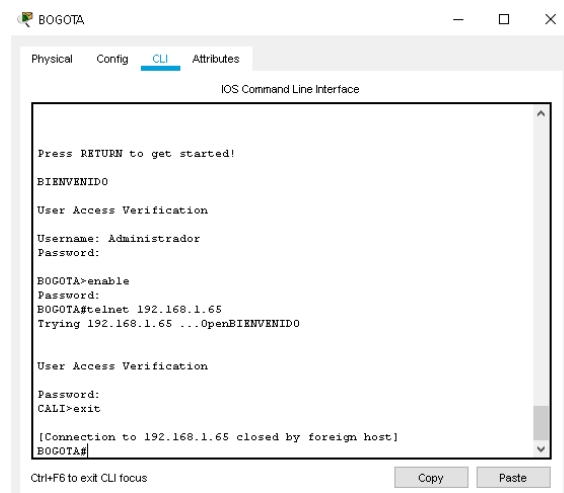 BOGOTA
Physical Config CLI Attributes
IOS Command Line Interface
Press RETURN to get started!
BIENVENIDO
User Access Verification
Username: Administrador
Password:
BOGOTA>enable
Password:
BOGOTA#telnet 192.168.1.65
Trying 192.168.1.65 ...OpenBIENVENIDO
User Access Verification
Password:
CALI>exit
[Connection to 192.168.1.65 closed by foreign host]
BOGOTA#
Ctrl+F6 to exit CLI focus
Copy Paste